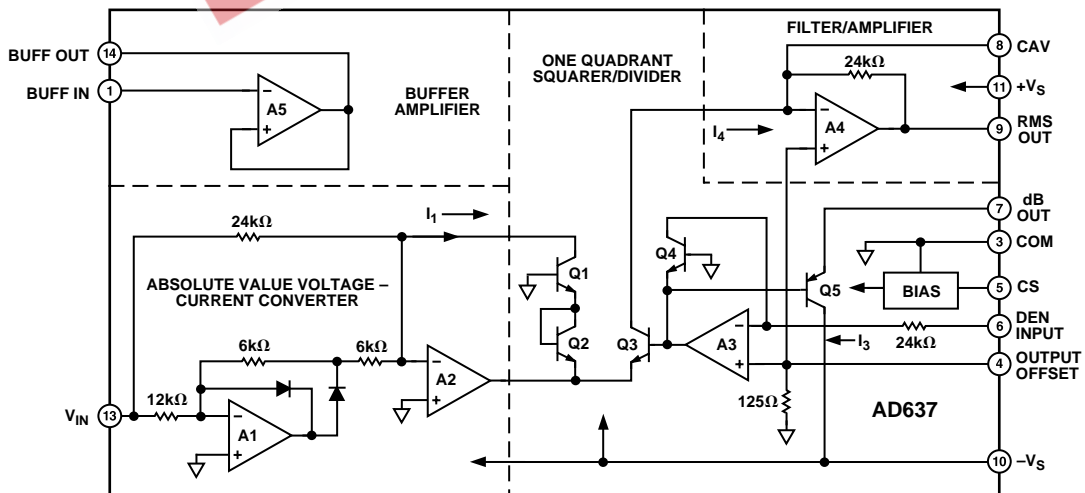 FILTER/AMPLIFIER
BUFF OUT
14
BUFF IN
1
A5
−
+
BUFFER
AMPLIFIER
ONE QUADRANT
SQUARER/DIVIDER
24kΩ
I4
−
A4
+
8
CAV
11
+VS
9
RMS
OUT
7
dB
OUT
3
COM
BIAS
5
CS
6
DEN
INPUT
24kΩ
4
OUTPUT
OFFSET
I1
24kΩ
ABSOLUTE VALUE VOLTAGE –
CURRENT CONVERTER
6kΩ
6kΩ
12kΩ
VIN
13
−
A1
+
−
A2
+
Q1
Q2
Q3
Q4
Q5
A3
−
+
I3
125Ω
AD637
10
−VS